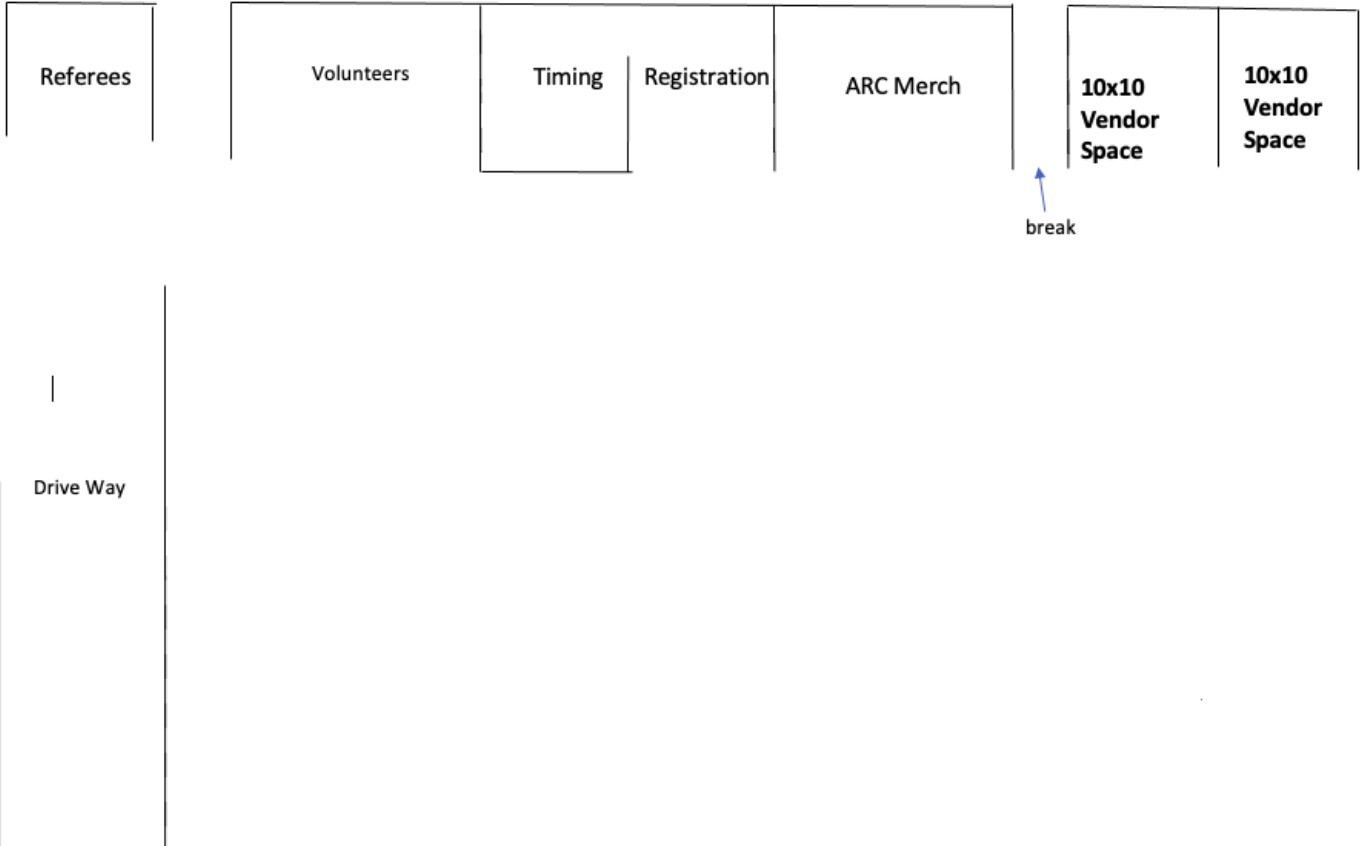 Referees
Volunteers
Timing
Registration
ARC Merch
10x10
Vendor
Space
10x10
Vendor
Space
break
Drive Way